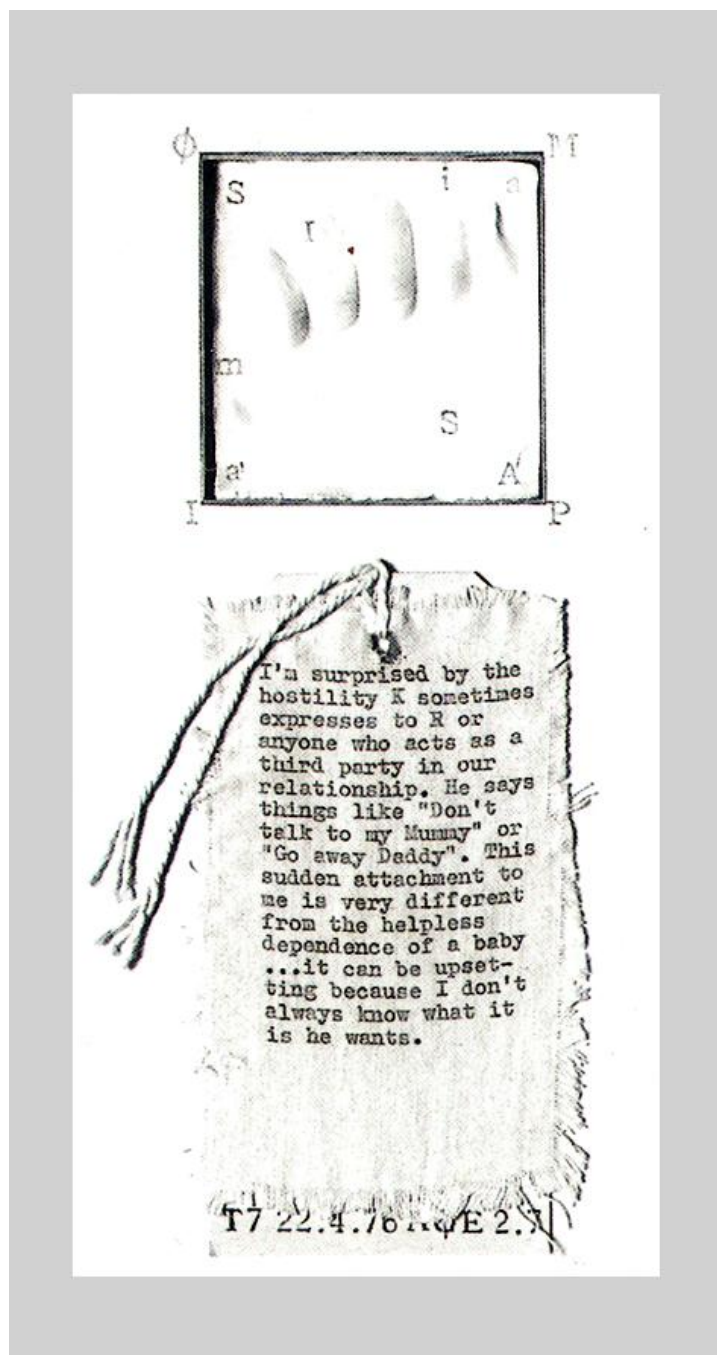 Ø M
S i a
r
m
S
a' A
I P
I'm surprised by the
hostility K sometimes
expresses to R or
anyone who acts as a
third party in our
relationship. He says
things like "Don't
talk to my Mummy" or
"Go away Daddy". This
sudden attachment to
me is very different
from the helpless
dependence of a baby
...it can be upset-
ting because I don't
always know what it
is he wants.
T7 22.4.76 AGE 2.7